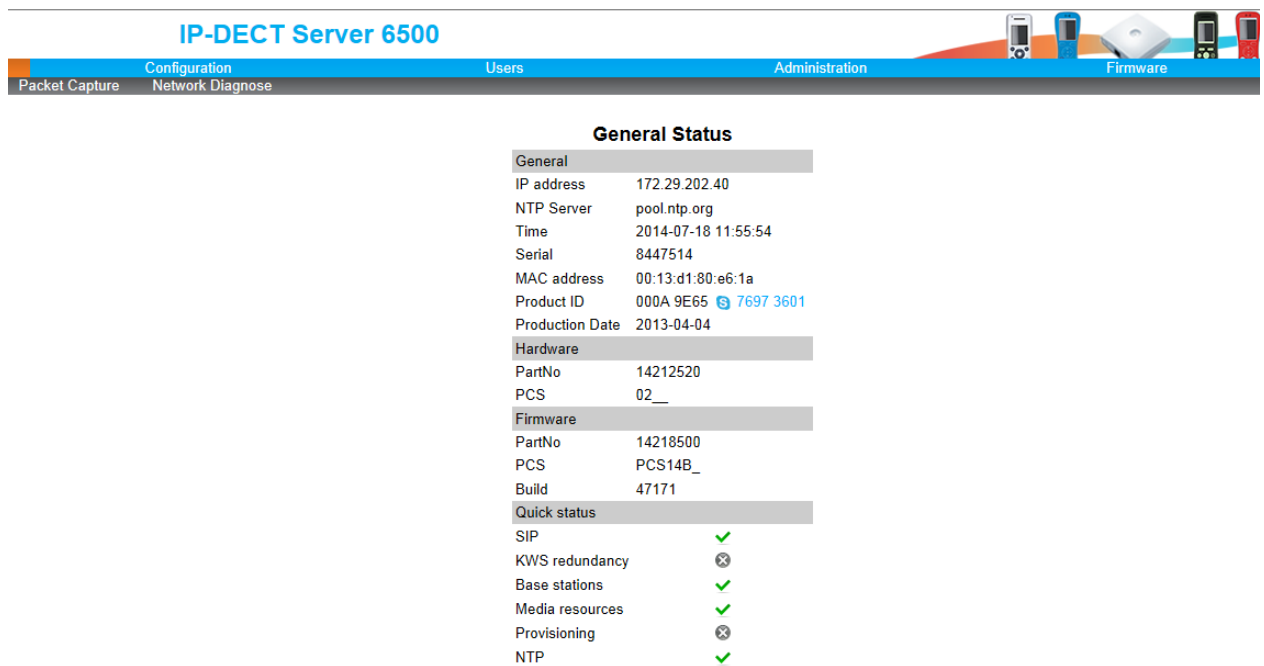 IP-DECT Server 6500
Configuration Users Administration Firmware
Packet Capture Network Diagnose
General Status
General
IP address 172.29.202.40
NTP Server pool.ntp.org
Time 2014-07-18 11:55:54
Serial 8447514
MAC address 00:13:d1:80:e6:1a
Product ID 000A 9E65 7697 3601
Production Date 2013-04-04
Hardware
PartNo 14212520
PCS 02__
Firmware
PartNo 14218500
PCS PCS14B_
Build 47171
Quick status
SIP
KWS redundancy
Base stations
Media resources
Provisioning
NTP